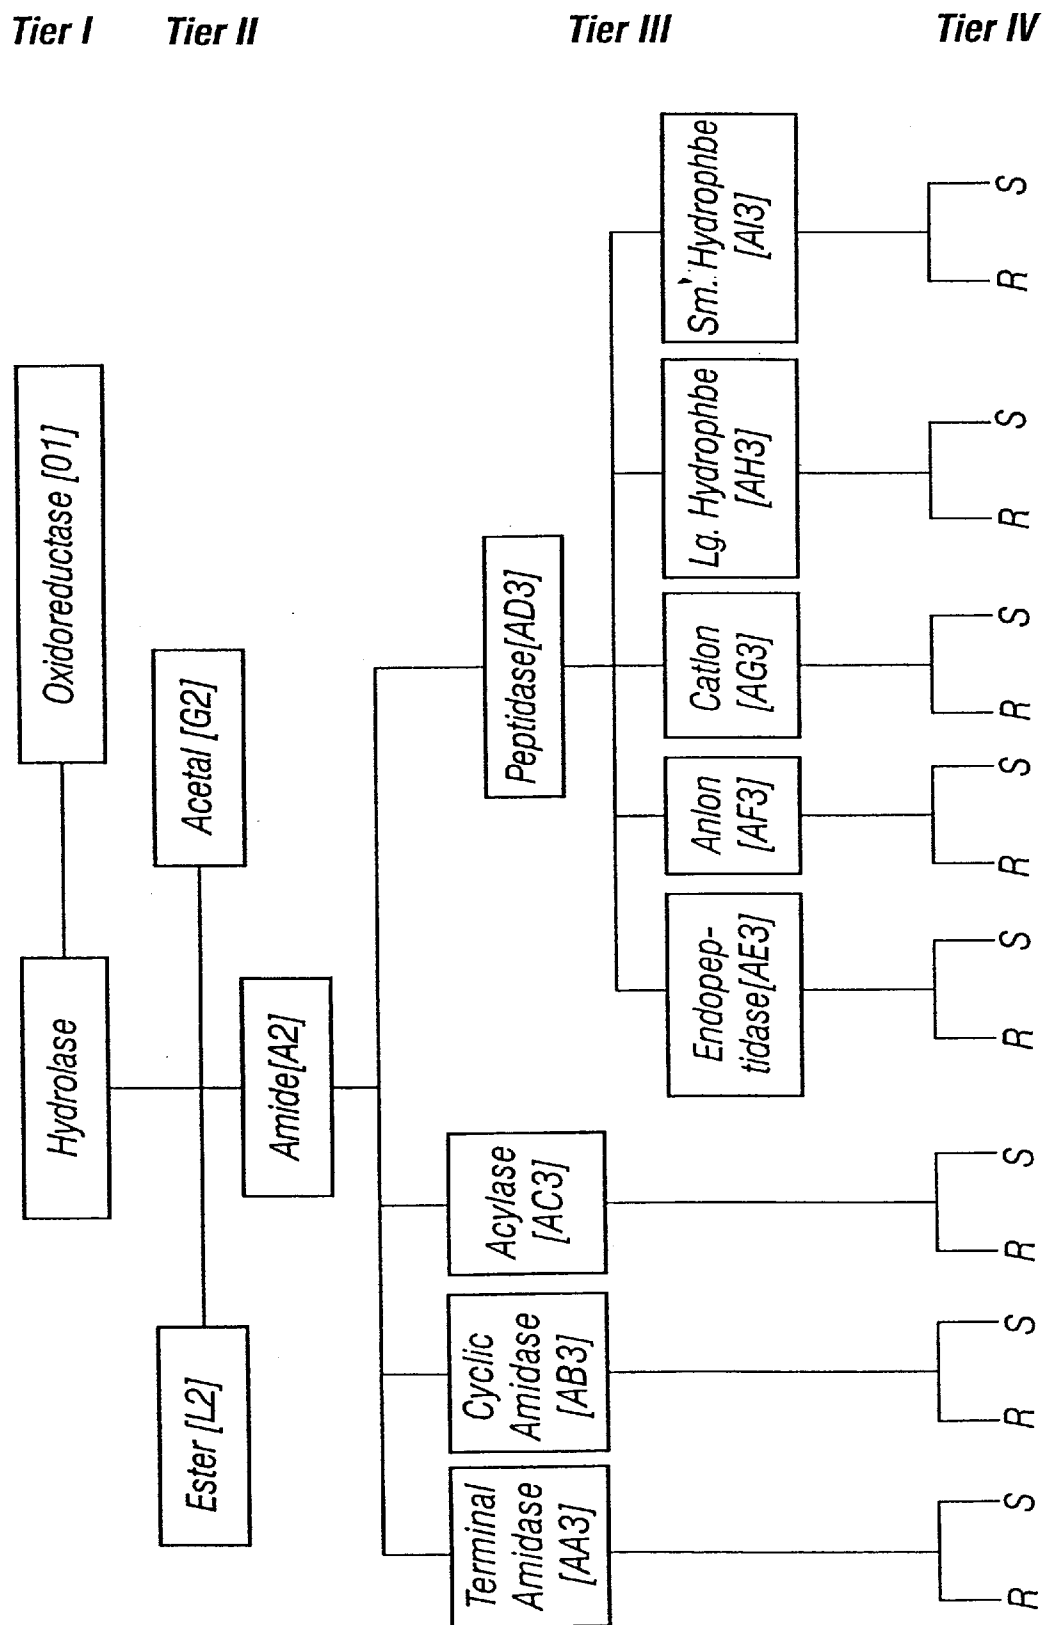 Tier I
Tier II
Tier III
Tier IV
Hydrolase
Oxidoreductase [01]
Ester [L2]
Acetal [G2]
Amide[A2]
Terminal
Amidase
[AA3]
Cyclic
Amidase
[AB3]
Acylase
[AC3]
Peptidase[AD3]
Endopep-
tidase[AE3]
Anlon
[AF3]
Catlon
[AG3]
Lg. Hydrophbe
[AH3]
Sm. Hydrophbe
[AI3]
R
S
R
S
R
S
R
S
R
S
R
S
R
S
R
S